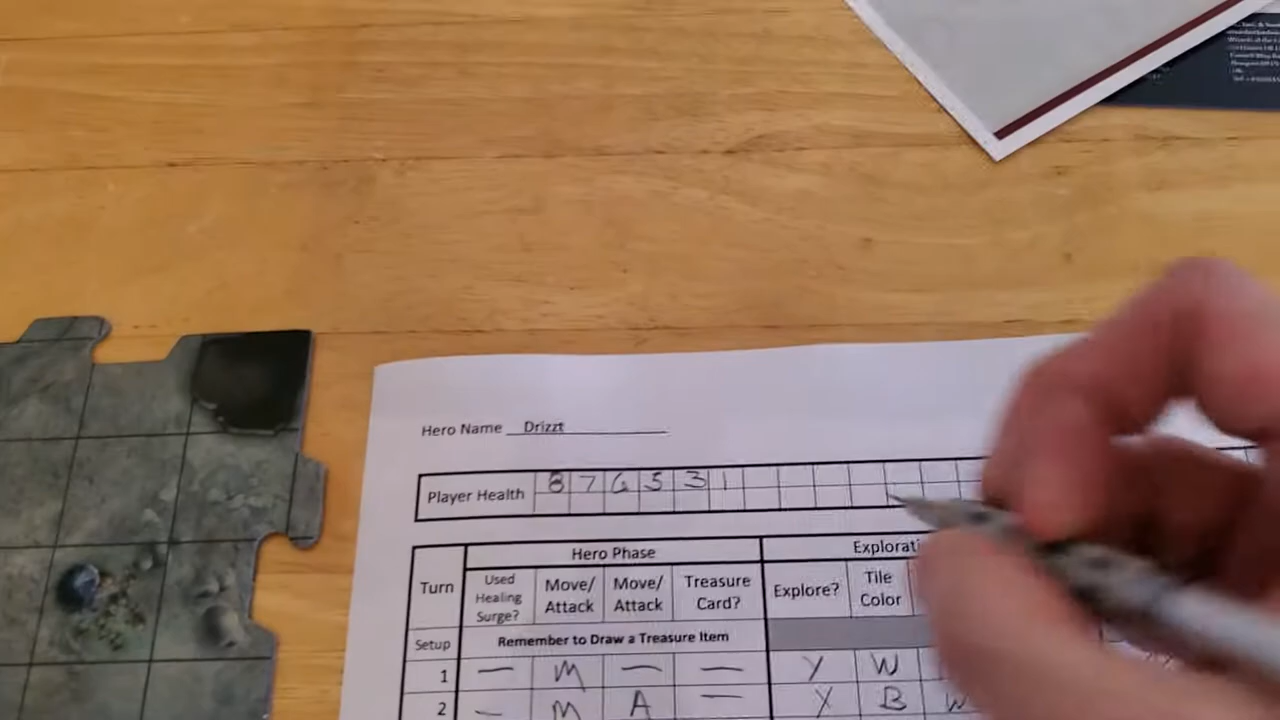 Hero Name Drizzt
Player Health 8 7 6 5 3 1
Hero Phase
Turn Used Healing Surge? Move/ Attack Move/ Attack Treasure Card? Explore? Tile Color
Setup Remember to Draw a Treasure Item
1 — M — — Y W
2 — M A — Y B W